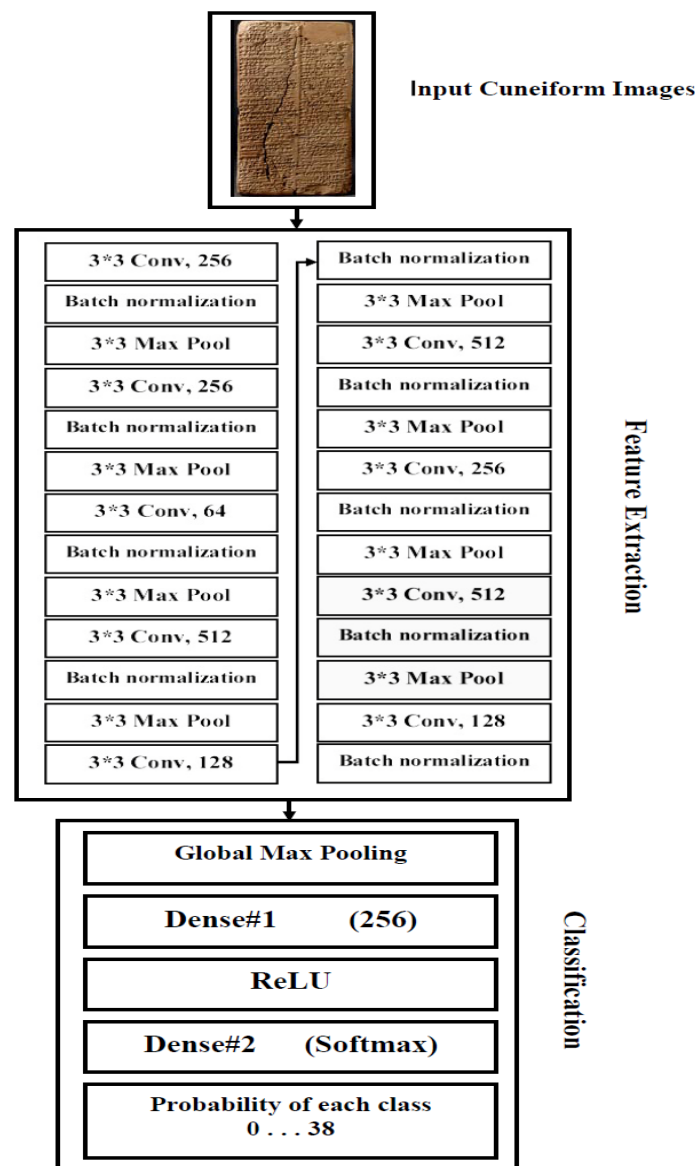 Input Cuneiform Images
3*3 Conv, 256
Batch normalization
3*3 Max Pool
3*3 Conv, 256
Batch normalization
3*3 Max Pool
3*3 Conv, 64
Batch normalization
3*3 Max Pool
3*3 Conv, 512
Batch normalization
3*3 Max Pool
3*3 Conv, 128
Batch normalization
3*3 Max Pool
3*3 Conv, 512
Batch normalization
3*3 Max Pool
3*3 Conv, 256
Batch normalization
3*3 Max Pool
3*3 Conv, 512
Batch normalization
3*3 Max Pool
3*3 Conv, 128
Batch normalization
Feature Extraction
Global Max Pooling
Dense#1 (256)
ReLU
Dense#2 (Softmax)
Probability of each class
0 . . . 38
Classification